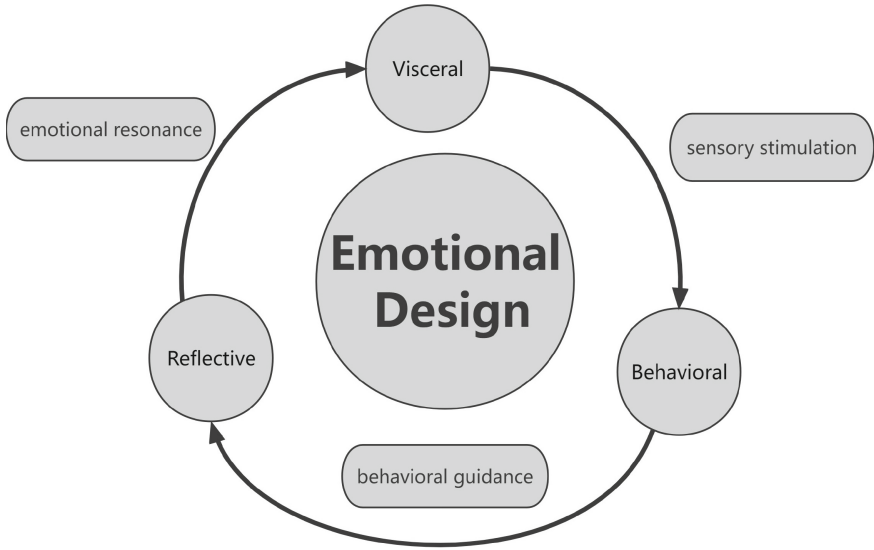 Visceral
emotional resonance
sensory stimulation
Emotional
Design
Reflective
Behavioral
behavioral guidance